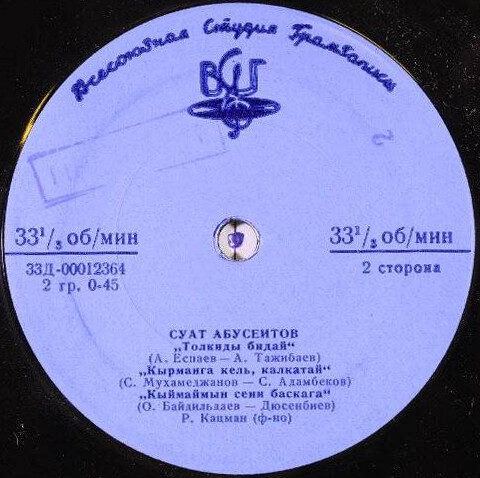 Всесоюзная Студия Грамзаписи
ВСГ
33¹/₃ об/мин
33Д-00012364
2 гр. 0-45
33¹/₃ об/мин
2 сторона
СУАТ АБУСЕИТОВ
„Толкиды бидай“
(А. Еспаев — А. Тажибаев)
„Кырманга кель, калкатай“
(С. Мухамеджанов — С. Адамбеков)
„Кыймаймын сени баскага“
(О. Байдильдаев — Дюсенбиев)
Р. Кацман (ф-но)